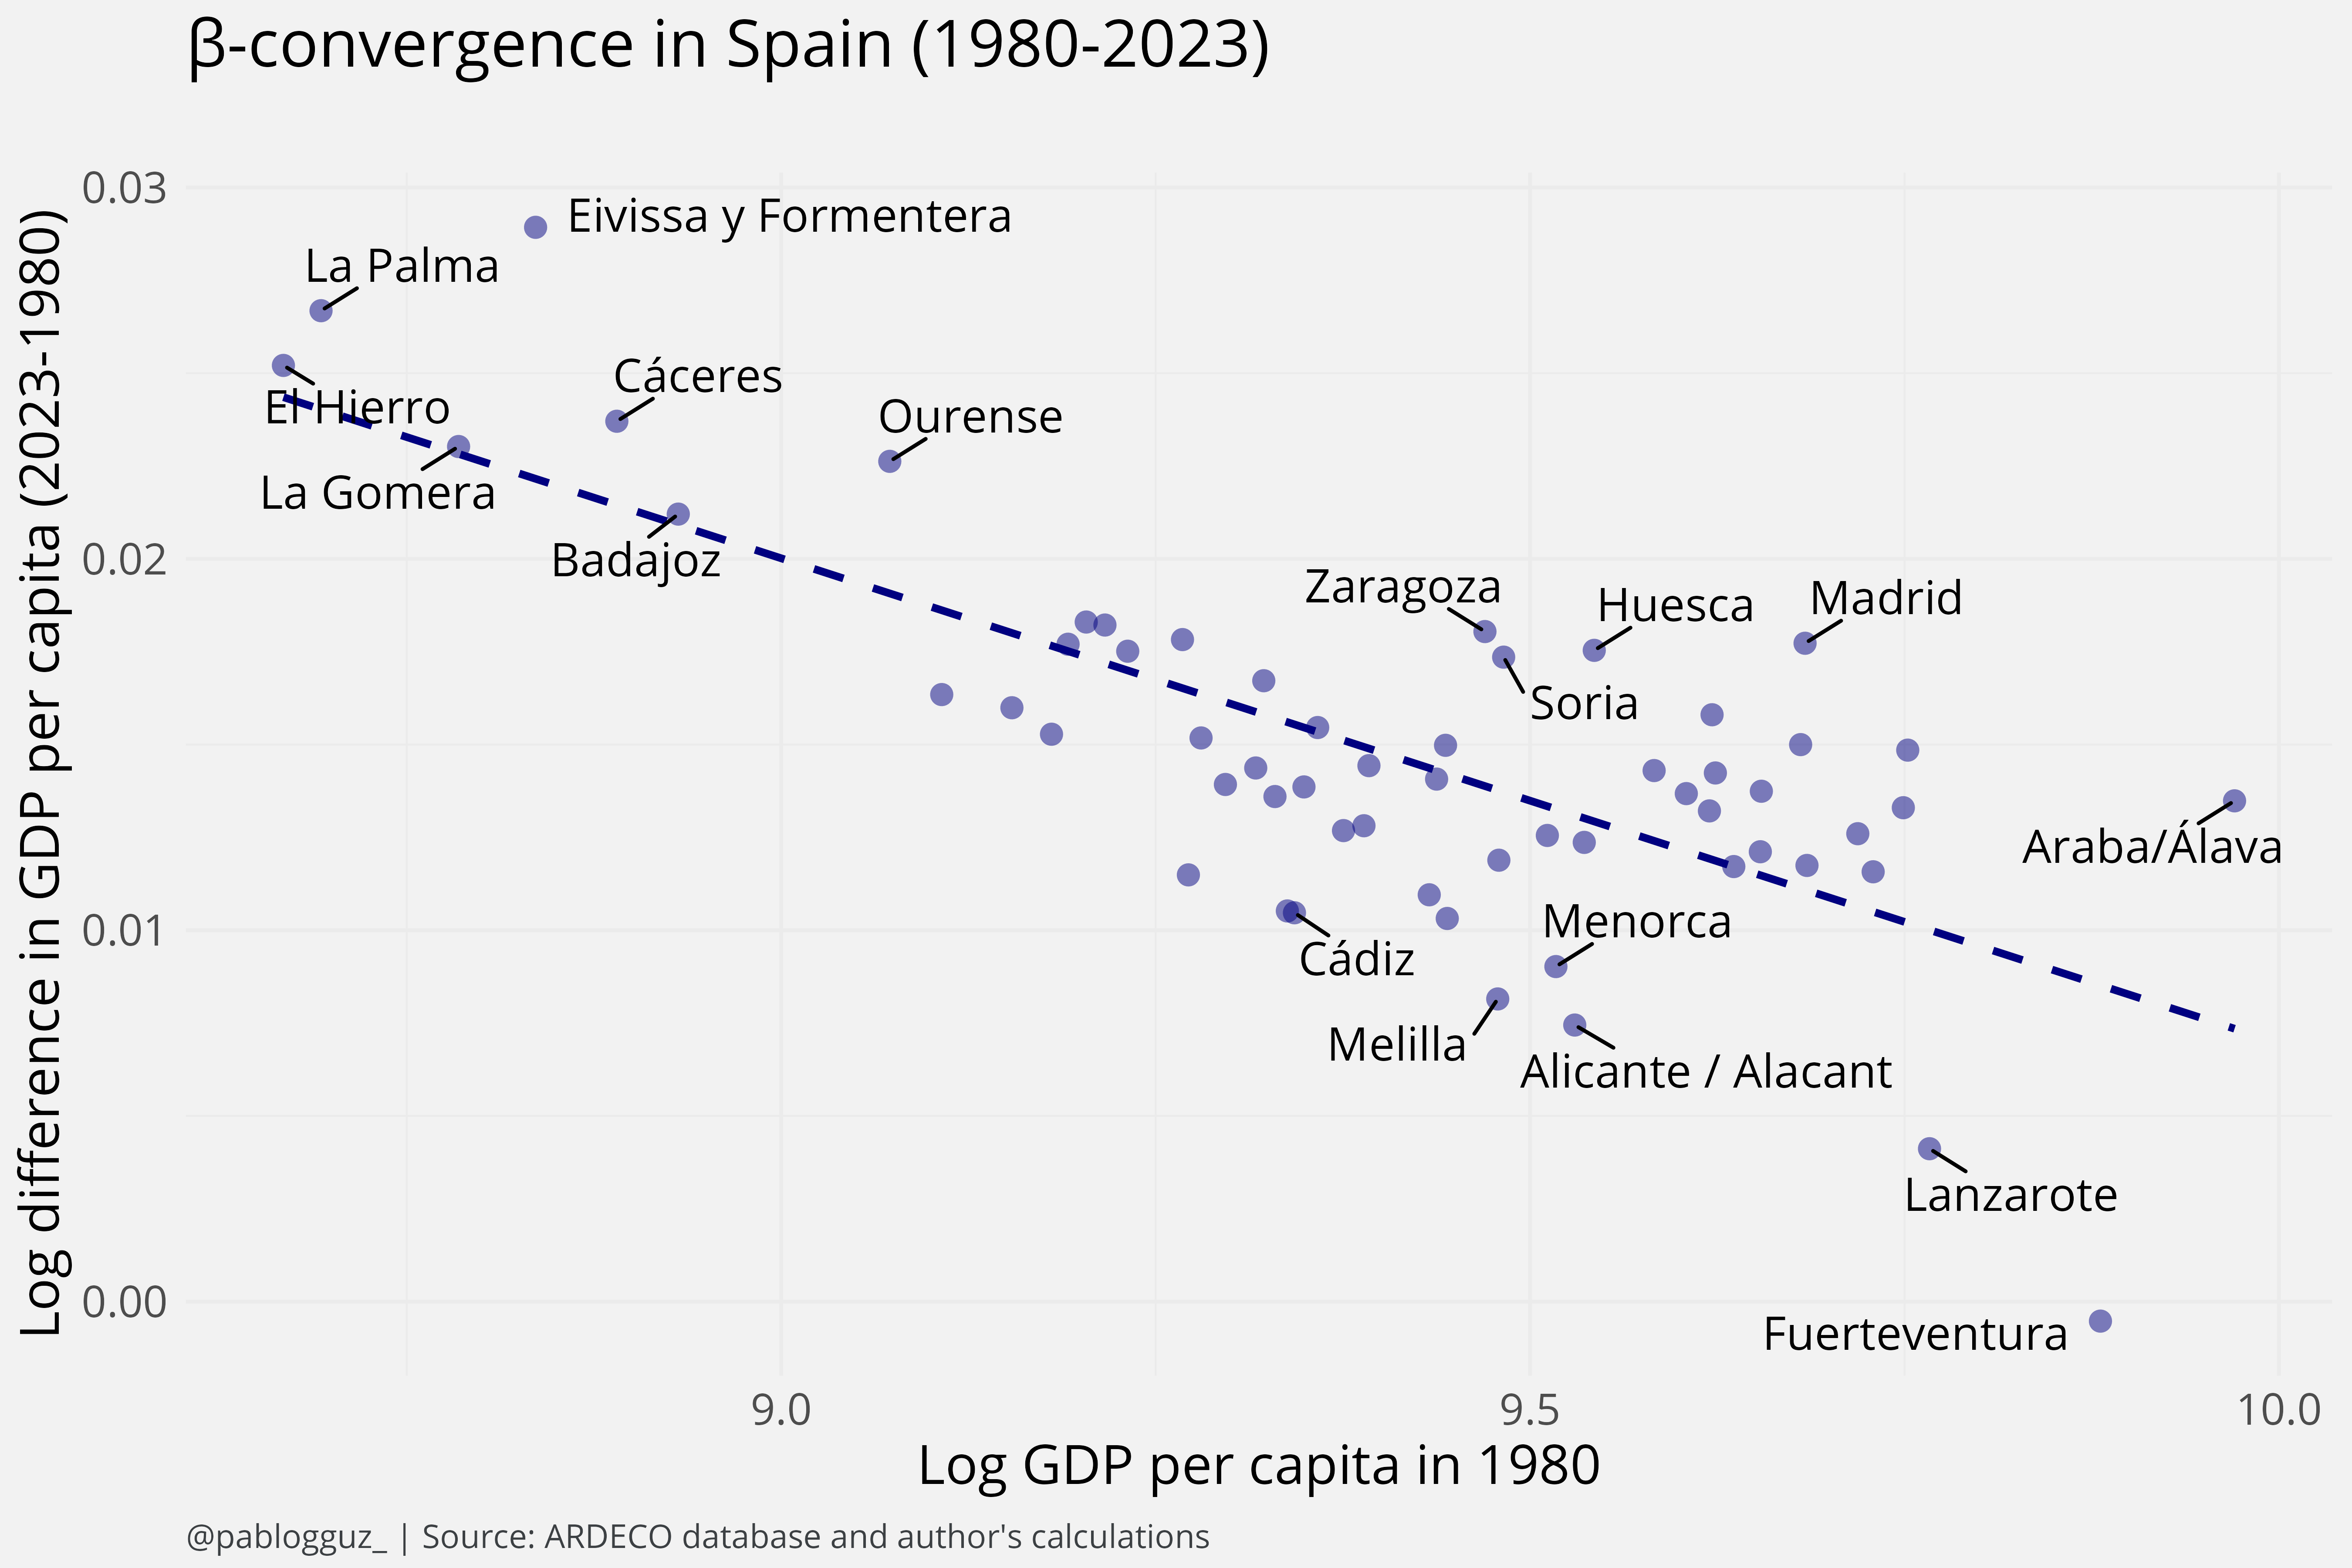 β-convergence in Spain (1980-2023)
Log difference in GDP per capita (2023-1980)
0.03
0.02
0.01
0.00
Eivissa y Formentera
La Palma
El Hierro
Cáceres
Ourense
La Gomera
Badajoz
Zaragoza
Huesca
Madrid
Soria
Araba/Álava
Menorca
Cádiz
Melilla
Alicante / Alacant
Lanzarote
Fuerteventura
9.0
9.5
10.0
Log GDP per capita in 1980
@pablogguz_ | Source: ARDECO database and author's calculations